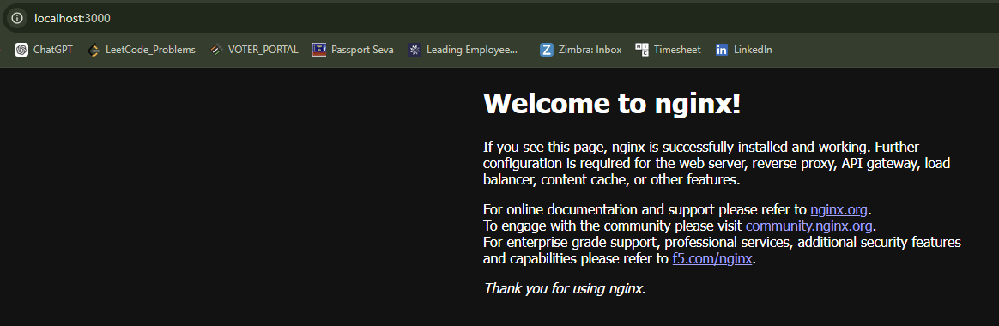 localhost:3000
ChatGPT LeetCode_Problems VOTER_PORTAL Passport Seva Leading Employee... Zimbra: Inbox Timesheet LinkedIn
Welcome to nginx!
If you see this page, nginx is successfully installed and working. Further
configuration is required for the web server, reverse proxy, API gateway, load
balancer, content cache, or other features.
For online documentation and support please refer to nginx.org.
To engage with the community please visit community.nginx.org.
For enterprise grade support, professional services, additional security features
and capabilities please refer to f5.com/nginx.
Thank you for using nginx.